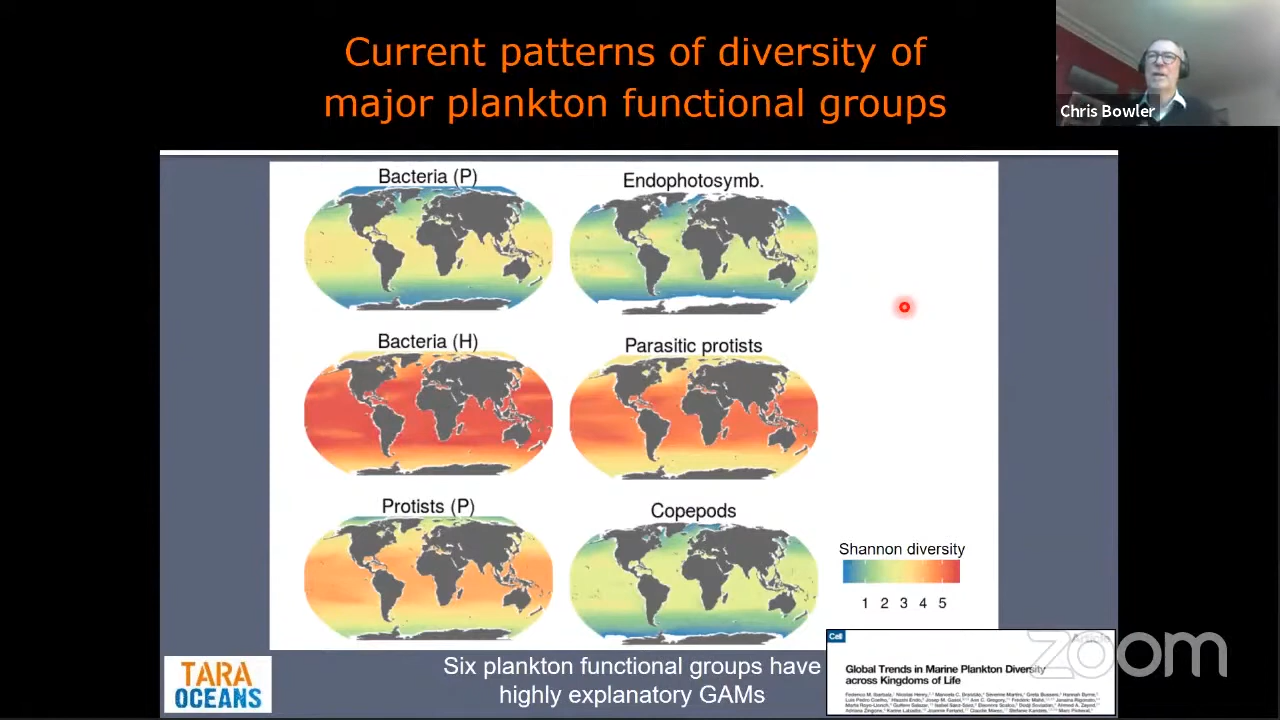 Current patterns of diversity of
major plankton functional groups
Chris Bowler
Bacteria (P)
Endophotosymb.
Bacteria (H)
Parasitic protists
Protists (P)
Copepods
Shannon diversity
1 2 3 4 5
TARA
OCEANS
Six plankton functional groups have
highly explanatory GAMs
Cell
Article
Global Trends in Marine Plankton Diversity
across Kingdoms of Life
zoom